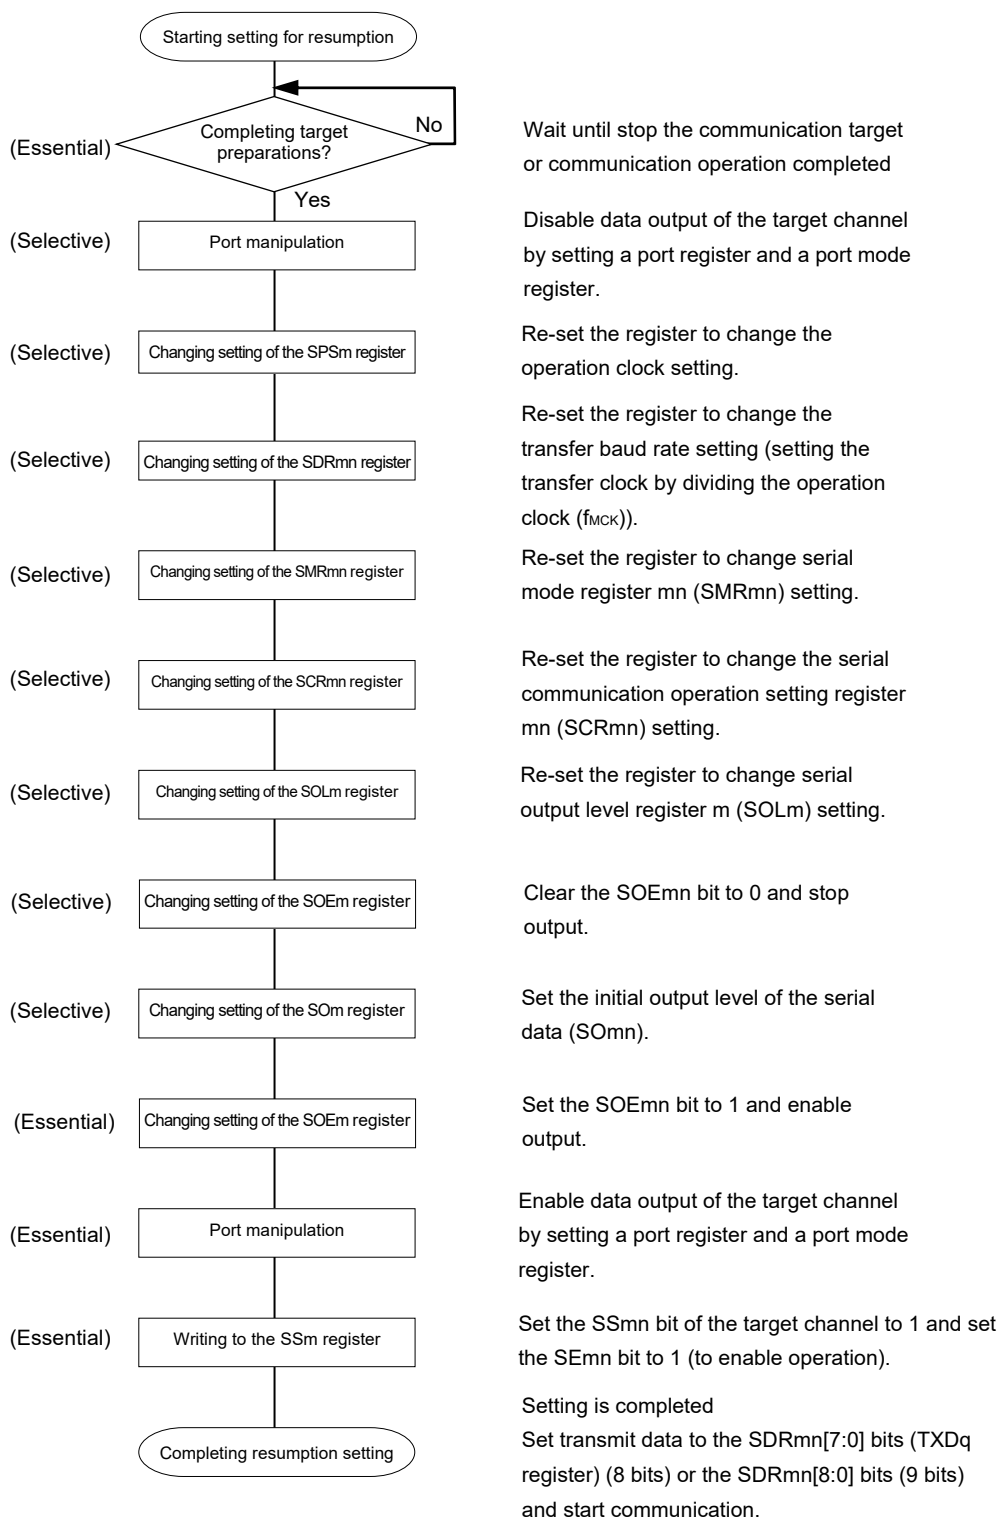 Starting setting for resumption
No
(Essential)
Completing target
preparations?
Wait until stop the communication target
or communication operation completed
Yes
(Selective)
Port manipulation
Disable data output of the target channel
by setting a port register and a port mode
register.
(Selective)
Changing setting of the SPSm register
Re-set the register to change the
operation clock setting.
(Selective)
Changing setting of the SDRmn register
Re-set the register to change the
transfer baud rate setting (setting the
transfer clock by dividing the operation
clock (fMCK)).
(Selective)
Changing setting of the SMRmn register
Re-set the register to change serial
mode register mn (SMRmn) setting.
(Selective)
Changing setting of the SCRmn register
Re-set the register to change the serial
communication operation setting register
mn (SCRmn) setting.
(Selective)
Changing setting of the SOLm register
Re-set the register to change serial
output level register m (SOLm) setting.
(Selective)
Changing setting of the SOEm register
Clear the SOEmn bit to 0 and stop
output.
(Selective)
Changing setting of the SOm register
Set the initial output level of the serial
data (SOmn).
(Essential)
Changing setting of the SOEm register
Set the SOEmn bit to 1 and enable
output.
(Essential)
Port manipulation
Enable data output of the target channel
by setting a port register and a port mode
register.
(Essential)
Writing to the SSm register
Set the SSmn bit of the target channel to 1 and set
the SEmn bit to 1 (to enable operation).
Completing resumption setting
Setting is completed
Set transmit data to the SDRmn[7:0] bits (TXDq
register) (8 bits) or the SDRmn[8:0] bits (9 bits)
and start communication.